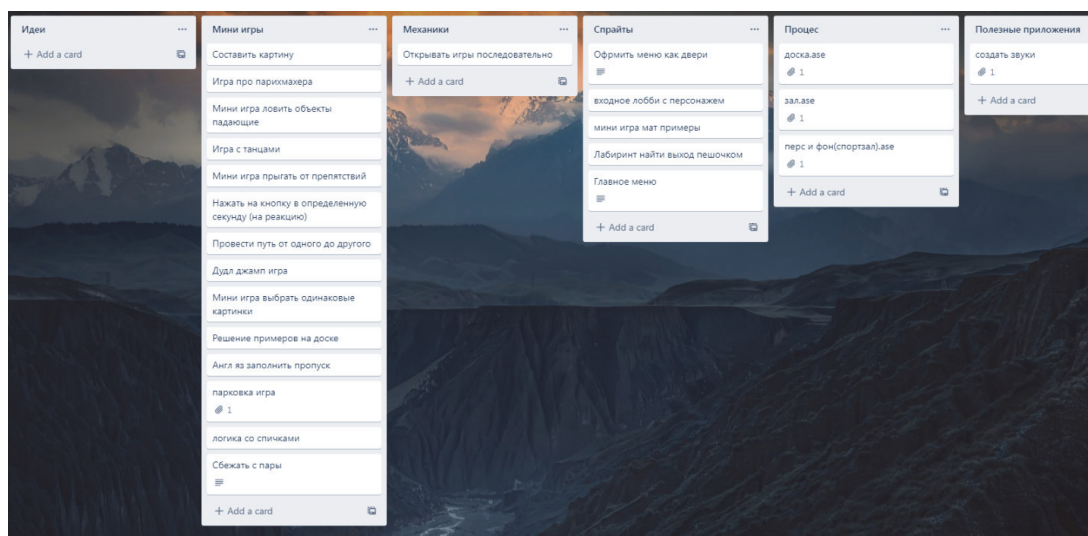 Идеи
+ Add a card
Мини игры
Составить картину
Игра про парихмахера
Мини игра ловить объекты
падающие
Игра с танцами
Мини игра прыгать от препятствий
Нажать на кнопку в определенную
секунду (на реакцию)
Провести путь от одного до другого
Дудл джамп игра
Мини игра выбрать одинаковые
картинки
Решение примеров на доске
Англ яз заполнить пропуск
парковка игра
1
логика со спичками
Сбежать с пары
+ Add a card
Механики
Открывать игры последовательно
+ Add a card
Спрайты
Офрмить меню как двери
входное лобби с персонажем
мини игра мат примеры
Лабиринт найти выход пешочком
Главное меню
+ Add a card
Процес
доска.ase
1
зал.ase
1
перс и фон(спортзал).ase
1
+ Add a card
Полезные приложения
создать звуки
1
+ Add a card